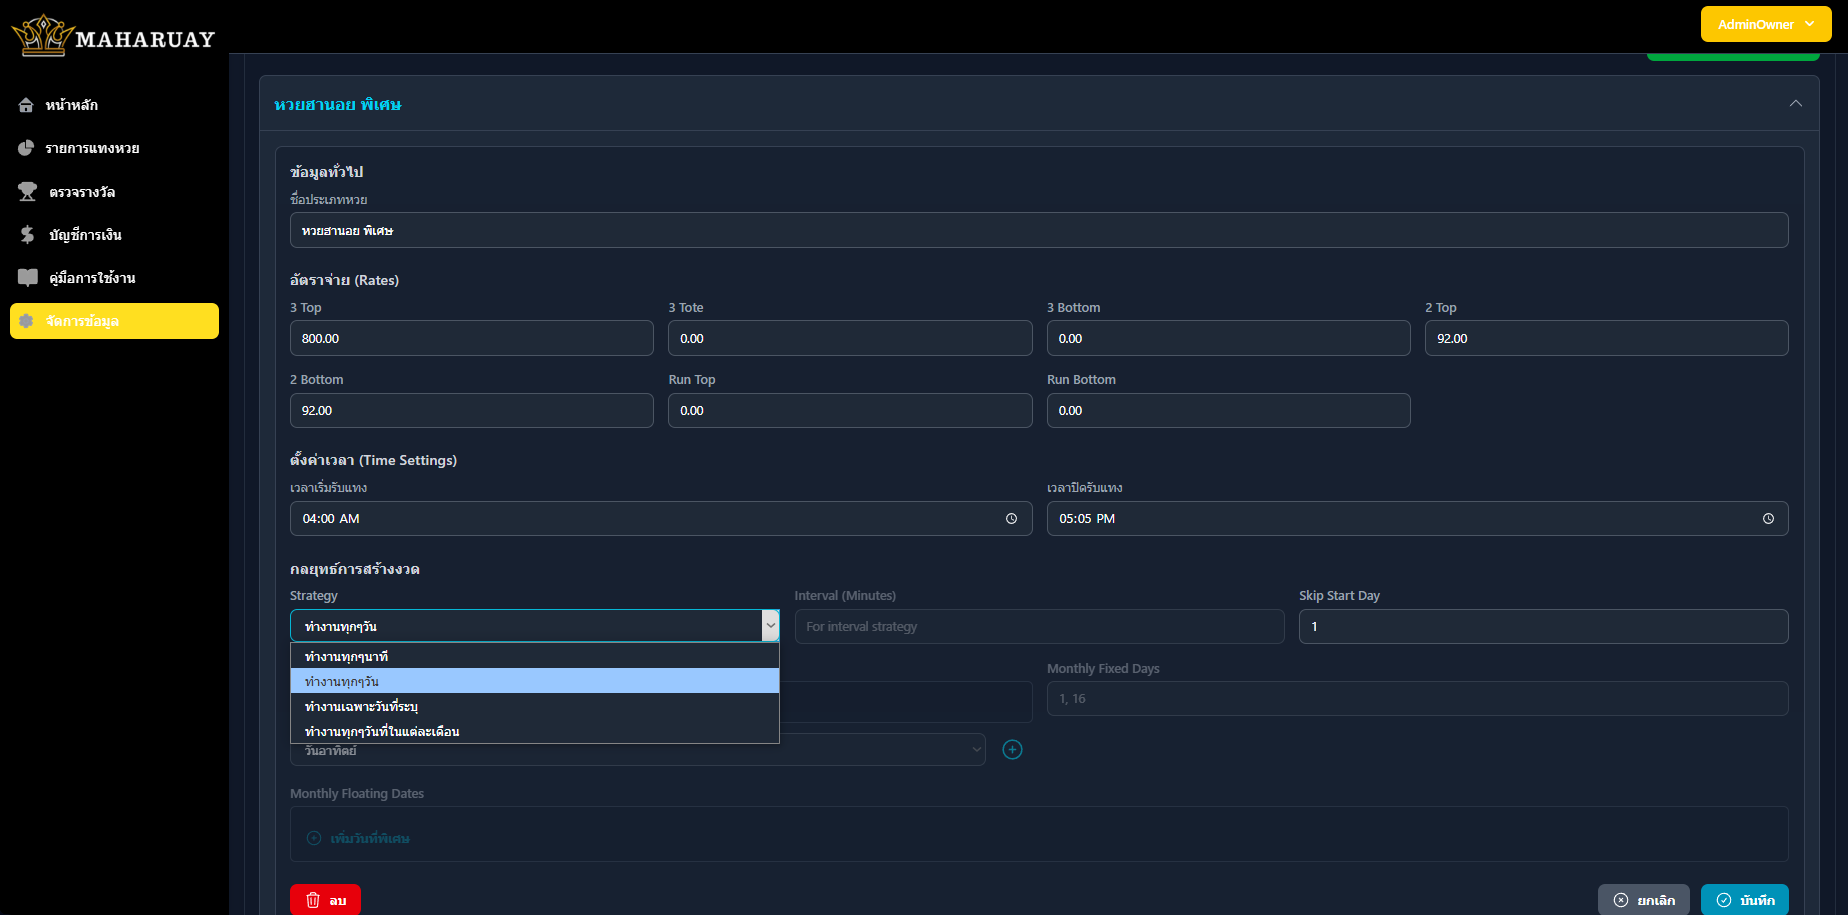 MAHARUAY
AdminOwner
หน้าหลัก
รายการแทงหวย
ตรวจรางวัล
บัญชีการเงิน
คู่มือการใช้งาน
จัดการข้อมูล
หวยฮานอย พิเศษ
ข้อมูลทั่วไป
ชื่อประเภทหวย
หวยฮานอย พิเศษ
อัตราจ่าย (Rates)
3 Top
3 Tote
3 Bottom
2 Top
800.00
0.00
0.00
92.00
2 Bottom
Run Top
Run Bottom
92.00
0.00
0.00
ตั้งค่าเวลา (Time Settings)
เวลาเริ่มรับแทง
เวลาปิดรับแทง
04:00 AM
05:05 PM
กลยุทธ์การสร้างงวด
Strategy
Interval (Minutes)
Skip Start Day
ทำงานทุกๆวัน
For interval strategy
1
ทำงานทุกๆนาที
ทำงานทุกๆวัน
ทำงานเฉพาะวันที่ระบุ
ทำงานทุกๆวันที่ในแต่ละเดือน
Monthly Fixed Days
1, 16
วันอาทิตย์
Monthly Floating Dates
เพิ่มวันที่พิเศษ
ลบ
ยกเลิก
บันทึก